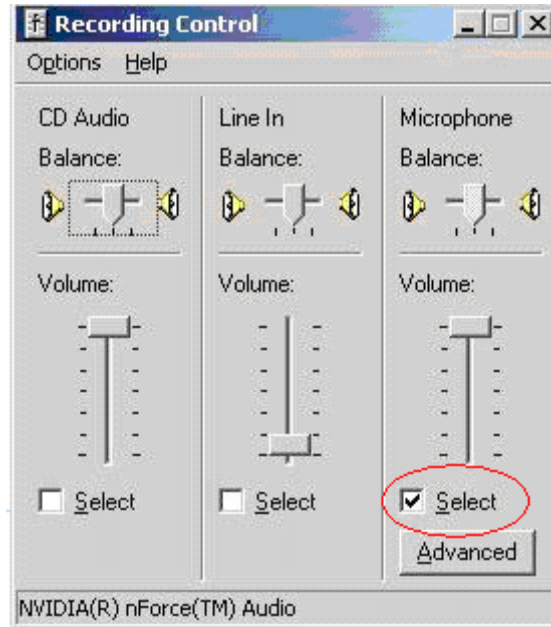 Recording Control
Options Help
CD Audio
Balance:
Volume:
Select
Line In
Balance:
Volume:
Select
Microphone
Balance:
Volume:
Select
Advanced
NVIDIA(R) nForce(TM) Audio